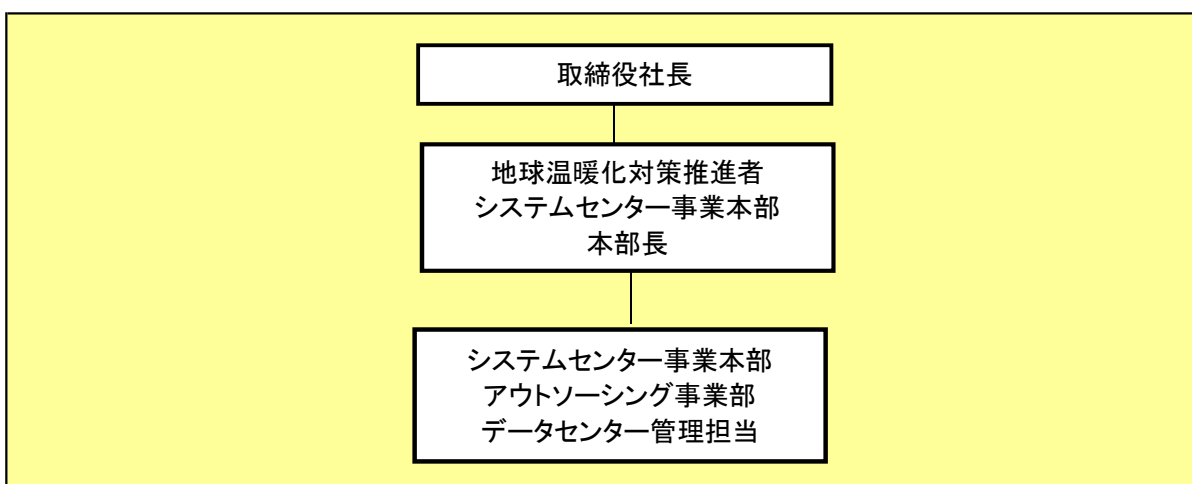 取締役社長
地球温暖化対策推進者
システムセンター事業本部
本部長
システムセンター事業本部
アウトソーシング事業部
データセンター管理担当